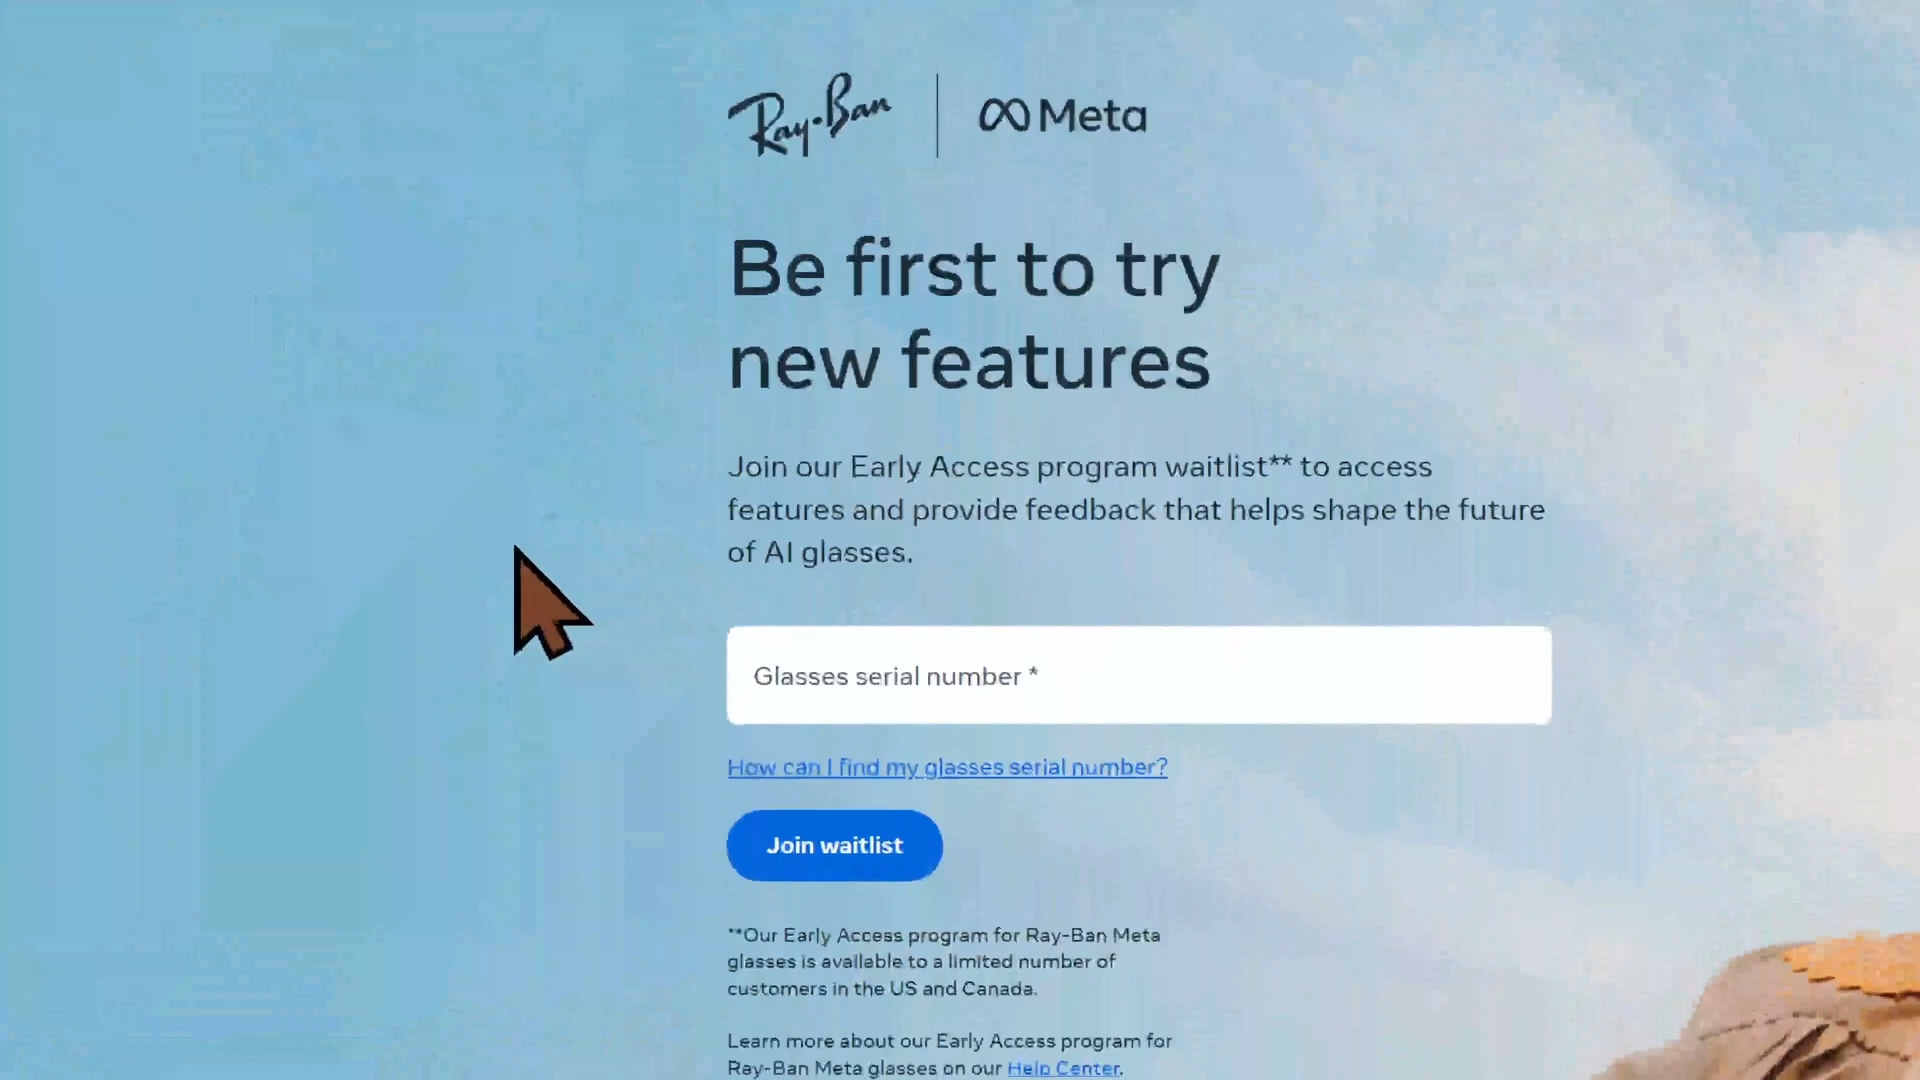 Ray-Ban | Meta
Be first to try
new features
Join our Early Access program waitlist** to access
features and provide feedback that helps shape the future
of AI glasses.
Glasses serial number *
How can I find my glasses serial number?
Join waitlist
**Our Early Access program for Ray-Ban Meta
glasses is available to a limited number of
customers in the US and Canada.
Learn more about our Early Access program for
Ray-Ban Meta glasses on our Help Center.